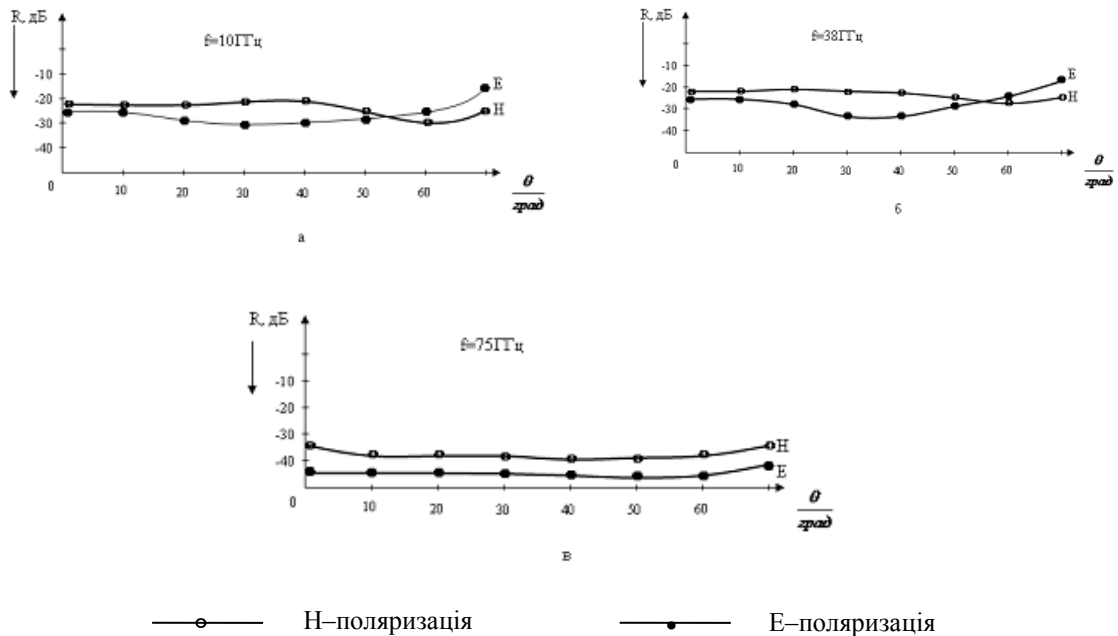 R, дБ
f=10ГГц
-10
-20
-30
-40
E
H
0
10
20
30
40
50
60
θ
град
а
R, дБ
f=38ГГц
-10
-20
-30
-40
E
H
0
10
20
30
40
50
60
θ
град
б
R, дБ
f=75ГГц
-10
-20
-30
-40
H
E
0
10
20
30
40
50
60
θ
град
в
Н–поляризація
Е–поляризація